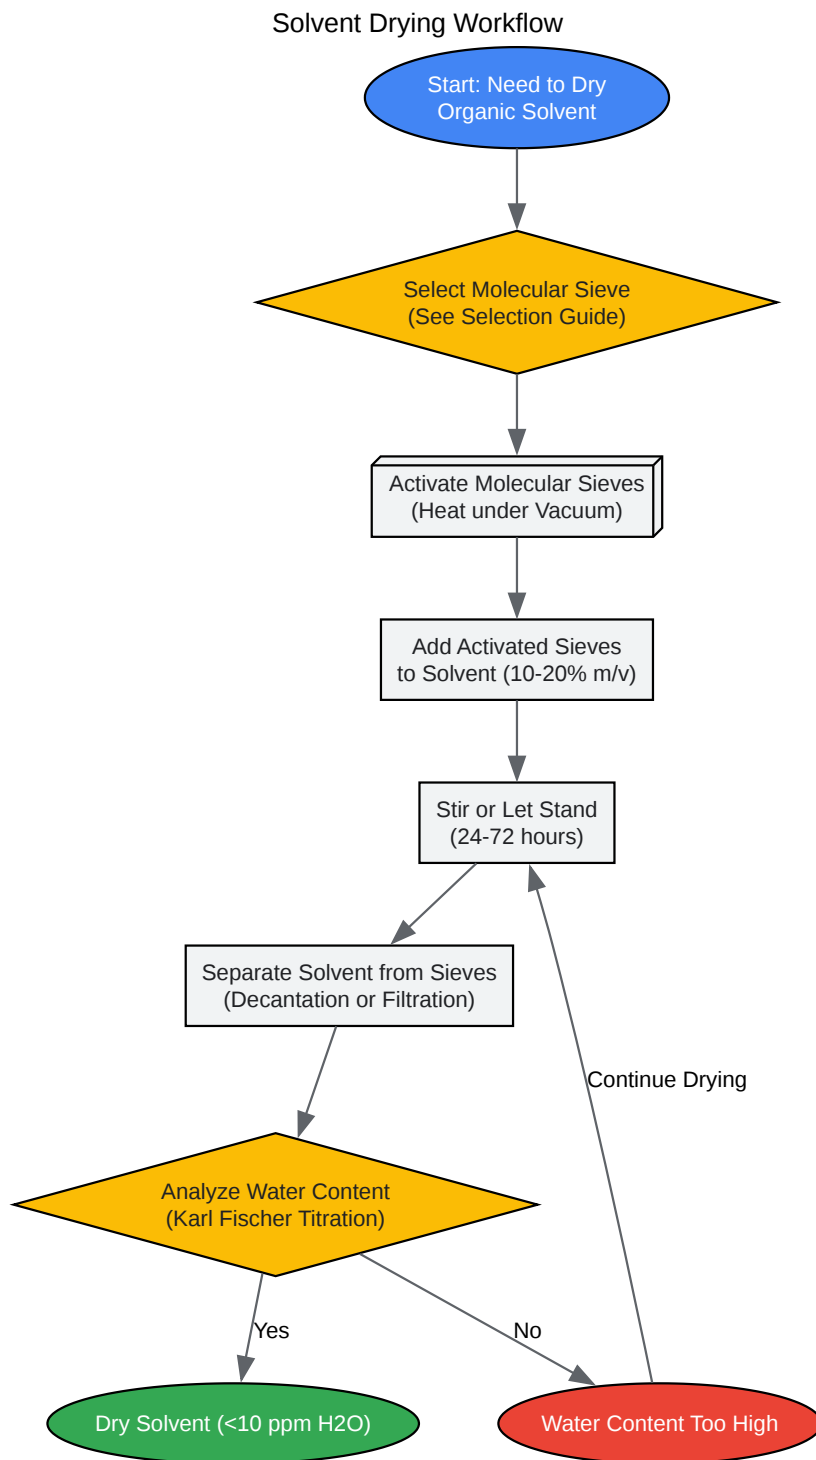 Solvent Drying Workflow
Start: Need to Dry
Organic Solvent
Select Molecular Sieve
(See Selection Guide)
Activate Molecular Sieves
(Heat under Vacuum)
Add Activated Sieves
to Solvent (10-20% m/v)
Stir or Let Stand
(24-72 hours)
Separate Solvent from Sieves
(Decantation or Filtration)
Continue Drying
Analyze Water Content
(Karl Fischer Titration)
Yes
No
Dry Solvent (<10 ppm H2O)
Water Content Too High